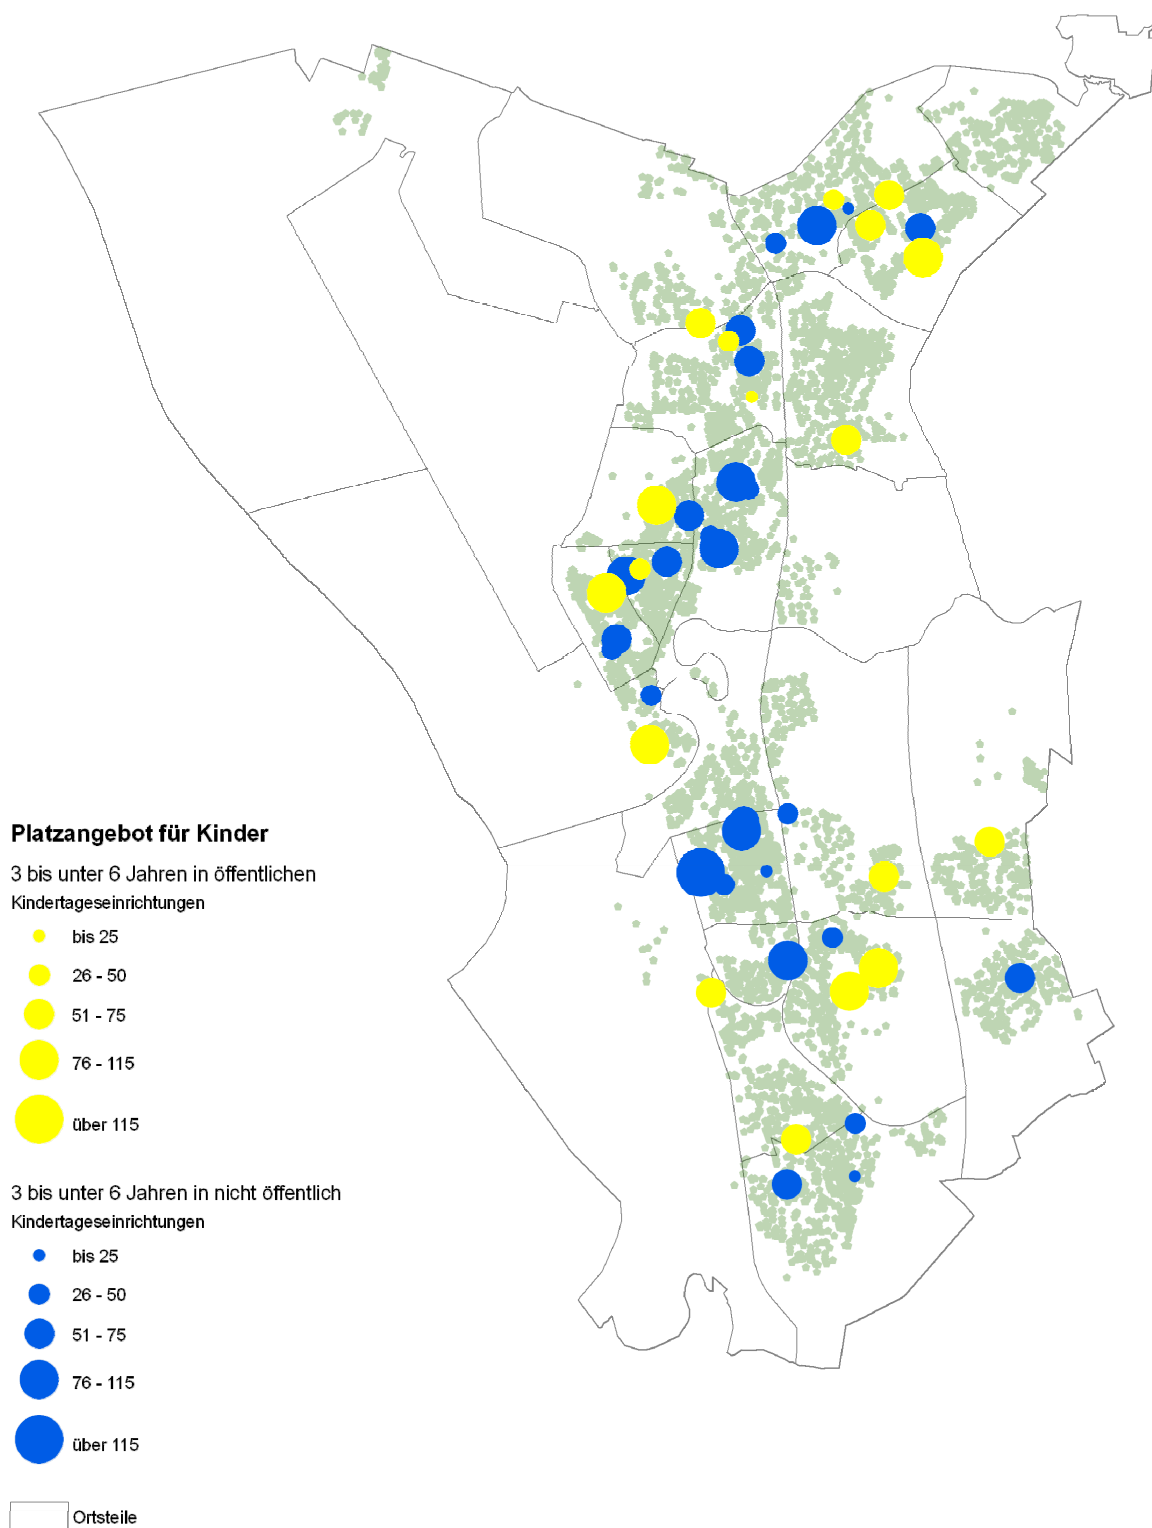 Platzangebot für Kinder
3 bis unter 6 Jahren in öffentlichen
Kindertageseinrichtungen
bis 25
26 - 50
51 - 75
76 - 115
über 115
3 bis unter 6 Jahren in nicht öffentlich
Kindertageseinrichtungen
bis 25
26 - 50
51 - 75
76 - 115
über 115
Ortsteile